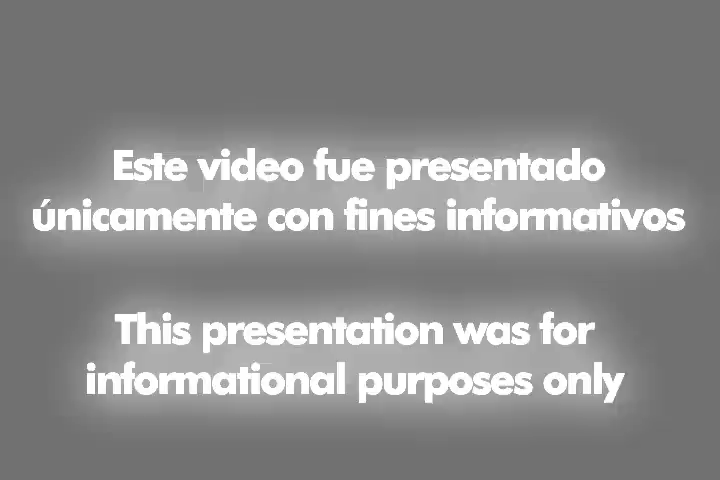 Este video fue presentado
únicamente con fines informativos
This presentation was for
informational purposes only